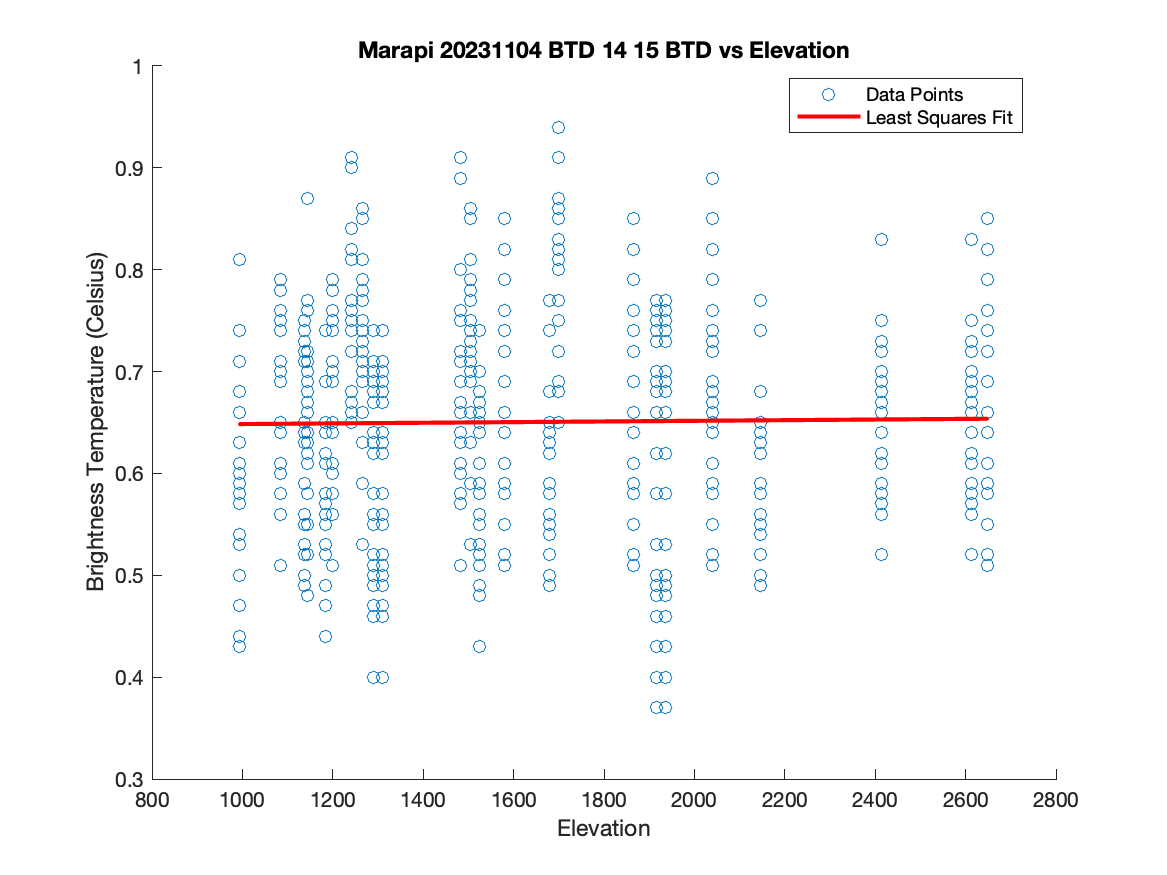 Marapi 20231104 BTD 14 15 BTD vs Elevation
Data Points
Least Squares Fit
Brightness Temperature (Celsius)
1
0.9
0.8
0.7
0.6
0.5
0.4
0.3
800 1000 1200 1400 1600 1800 2000 2200 2400 2600 2800
Elevation